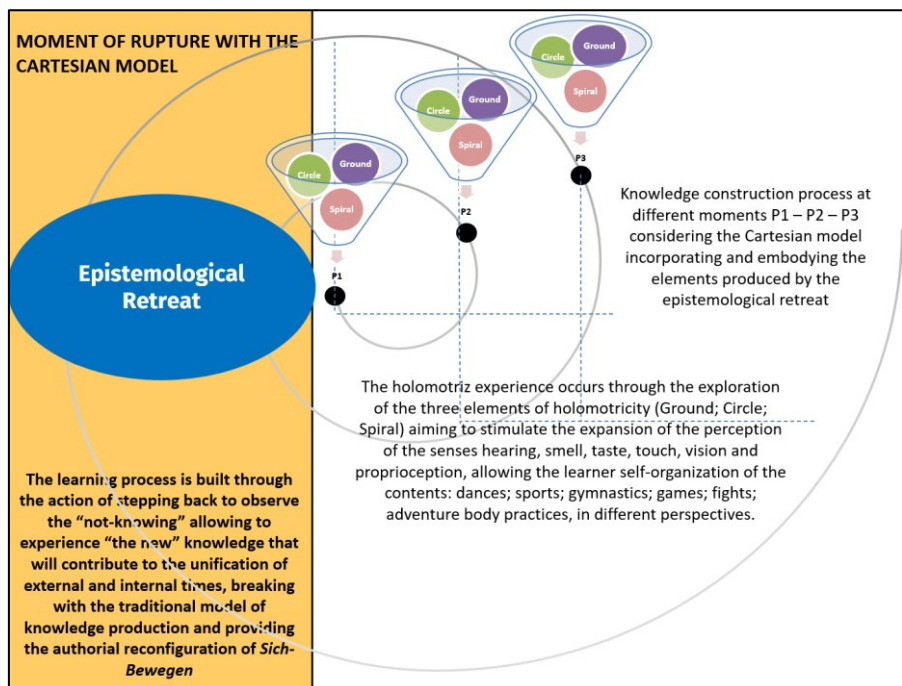 MOMENT OF RUPTURE WITH THE
CARTESIAN MODEL
Circle
Ground
Spiral
P1
Circle
Ground
Spiral
P2
Circle
Ground
Spiral
P3
Epistemological
Retreat
Knowledge construction process at
different moments P1 – P2 – P3
considering the Cartesian model
incorporating and embodying the
elements produced by the
epistemological retreat
The holomotriz experience occurs through the exploration
of the three elements of holomotricity (Ground; Circle;
Spiral) aiming to stimulate the expansion of the perception
of the senses hearing, smell, taste, touch, vision and
proprioception, allowing the learner self-organization of the
contents: dances; sports; gymnastics; games; fights;
adventure body practices, in different perspectives.
The learning process is built through
the action of stepping back to observe
the “not-knowing” allowing to
experience “the new” knowledge that
will contribute to the unification of
external and internal times, breaking
with the traditional model of
knowledge production and providing
the authorial reconfiguration of Sich-
Bewegen